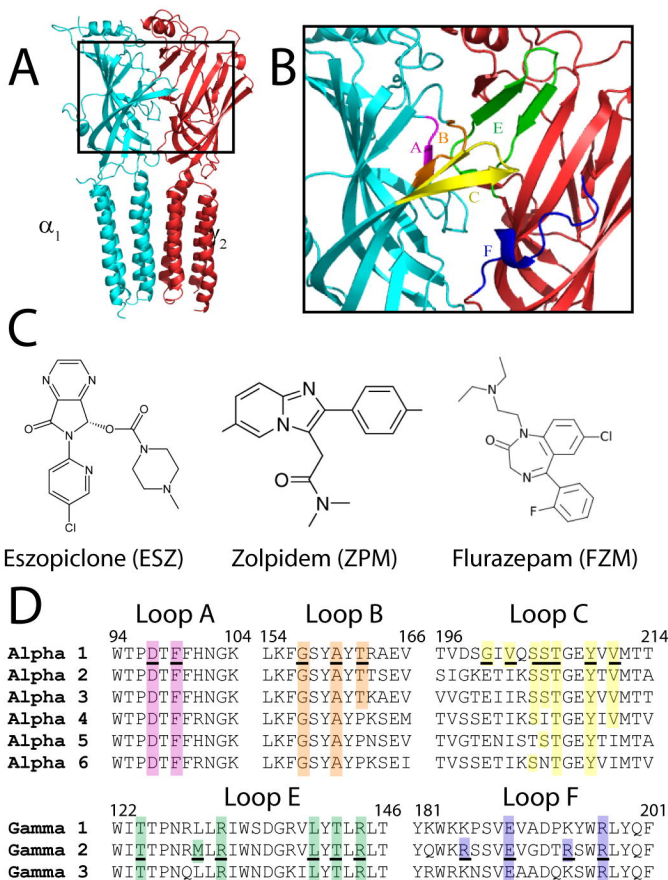 A
α1
γ2
B
A
B
E
C
F
C
N
N
O
N
O
O
N
N
N
Cl
N
N
O
N
N
N
O
N
F
Cl
Eszopiclone (ESZ) Zolpidem (ZPM) Flurazepam (FZM)
D
Loop A Loop B Loop C
94 104 154 166 196 214
Alpha 1 WTPDTFFHNGK LKFGSYAYTRAEV TVDSGIVQSSTGEYVVMTT
Alpha 2 WTPDTFFHNGK LKFGSYAYTTSEV SIGKETIKSSTGEYTVMTA
Alpha 3 WTPDTFFHNGK LKFGSYAYTKAEV VVGTEIIRSSTGEYVVMTT
Alpha 4 WTPDTFFRNGK LKFGSYAYPKSEM TVSSETIKSITGEYIVMTV
Alpha 5 WTPDTFFHNGK LKFGSYAYPNSEV TVGTENISTSTGEYTIMTA
Alpha 6 WTPDTFFRNGK LKFGSYAYPKSEI TVSSETIKSNTGEYVIMTV
Loop E Loop F
122 146 181 201
Gamma 1 WITTPNRLLRIWSDGRVLYTLRLT YKWKKPSVEVADPKYWRLYQF
Gamma 2 WITTPNRMLRIWNDGRVLYTLRLT YQWKRSSVEVGDTRSWRLYQF
Gamma 3 WITTPNQLLRIWNDGKILYTLRLT YRWRKNSVEAADQKSWRLYQF